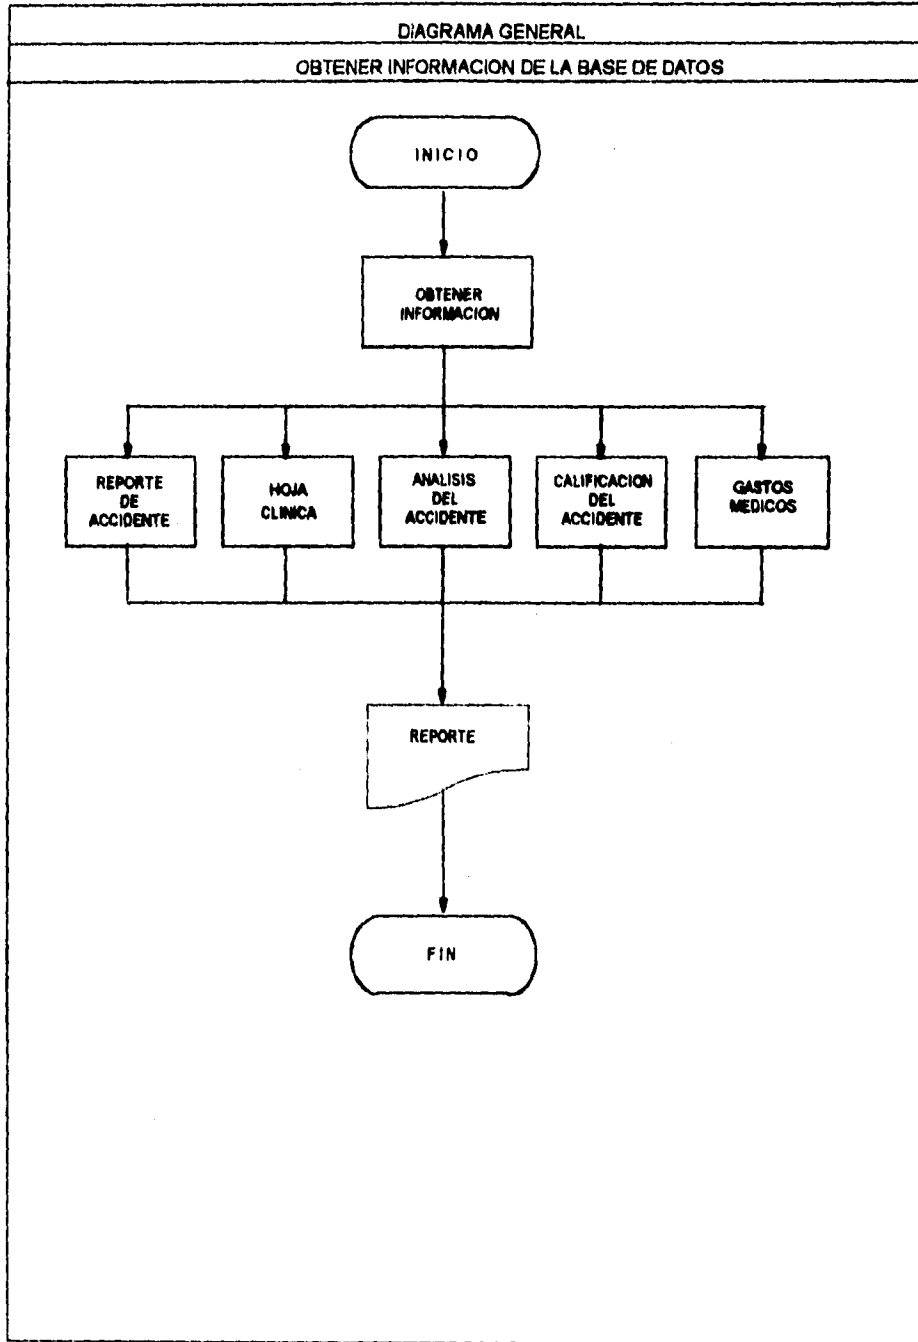 DIAGRAMA GENERAL
OBTENER INFORMACION DE LA BASE DE DATOS
INICIO
OBTENER
INFORMACION
REPORTE
DE
ACCIDENTE
HOJA
CLINICA
ANALISIS
DEL
ACCIDENTE
CALIFICACION
DEL
ACCIDENTE
GASTOS
MEDICOS
REPORTE
FIN